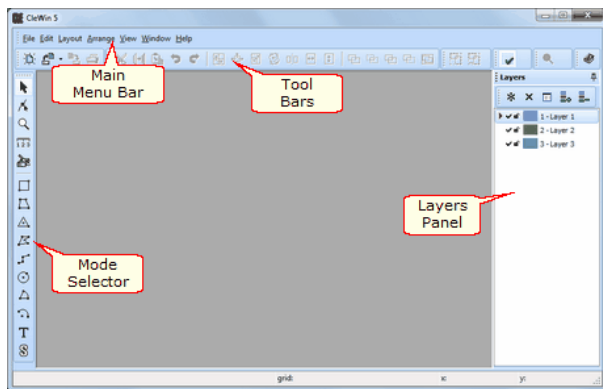 CleWin 5
File Edit Layout Arrange View Window Help
Main
Menu Bar
Tool
Bars
Layers
1 - Layer 1
2 - Layer 2
3 - Layer 3
Layers
Panel
Mode
Selector
T
S
grid: x: y: